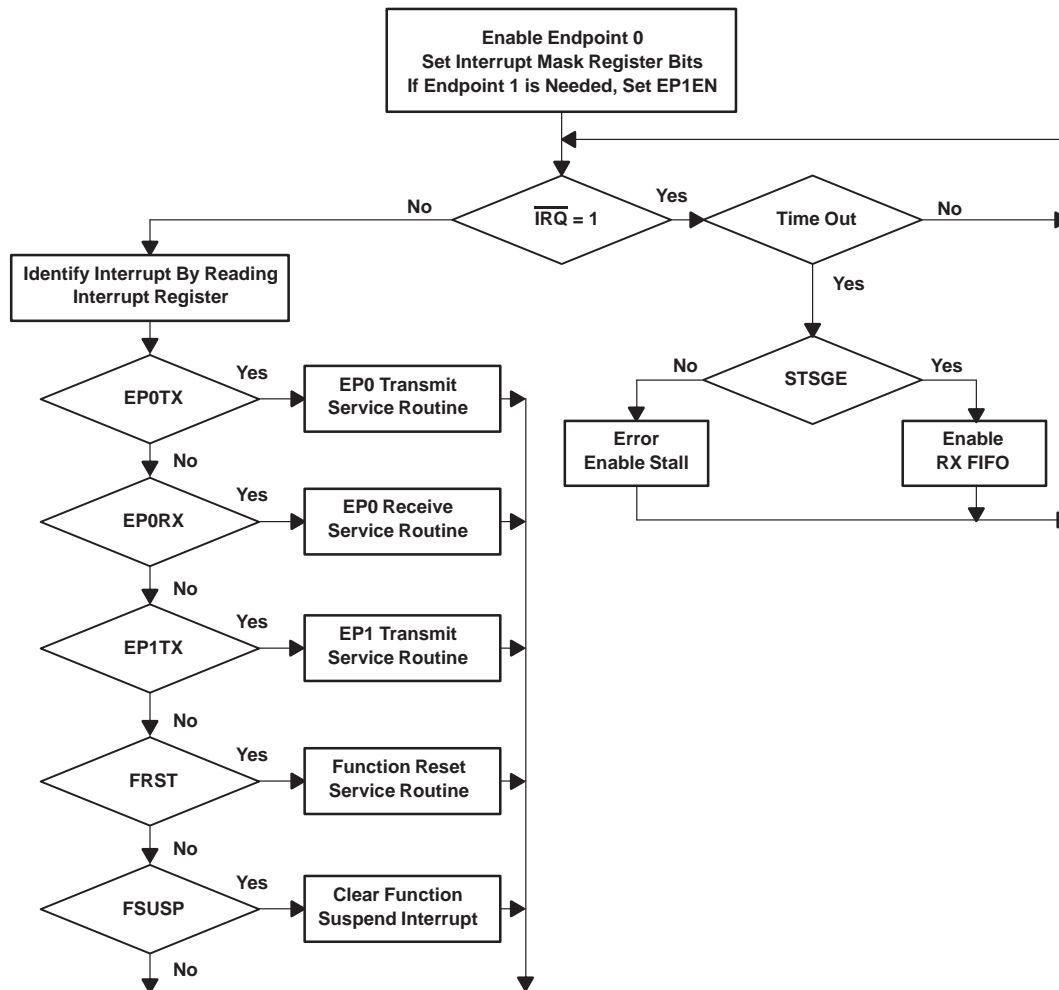 Enable Endpoint 0
Set Interrupt Mask Register Bits
If Endpoint 1 is Needed, Set EP1EN
No
IRQ = 1
Yes
Time Out
No
Identify Interrupt By Reading
Interrupt Register
Yes
EP0TX
Yes
EP0 Transmit
Service Routine
No
STSGE
Yes
Error
Enable Stall
Enable
RX FIFO
No
EP0RX
Yes
EP0 Receive
Service Routine
No
EP1TX
Yes
EP1 Transmit
Service Routine
No
FRST
Yes
Function Reset
Service Routine
No
FSUSP
Yes
Clear Function
Suspend Interrupt
No